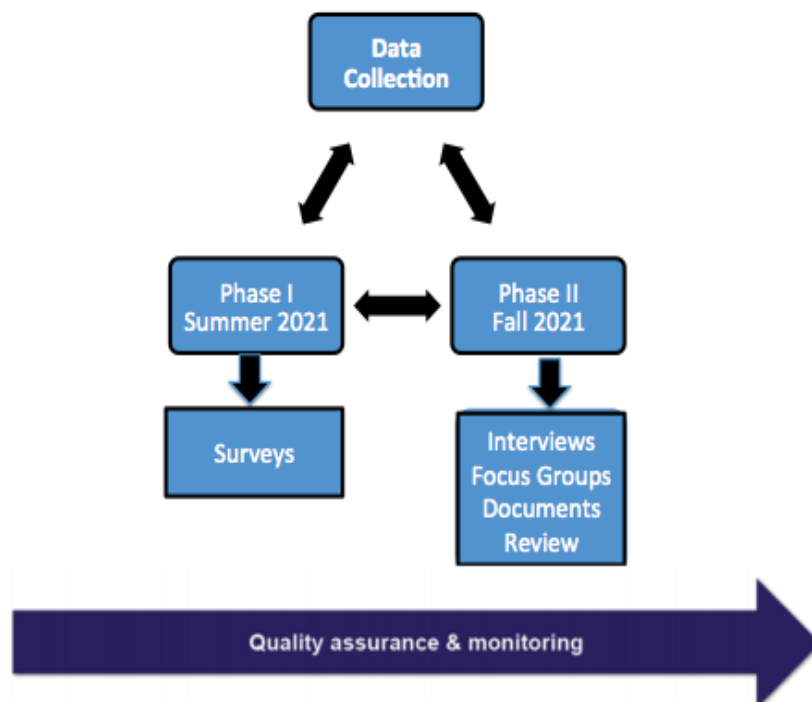 Data
Collection
Phase I
Summer 2021
Phase II
Fall 2021
Surveys
Interviews
Focus Groups
Documents
Review
Quality assurance & monitoring